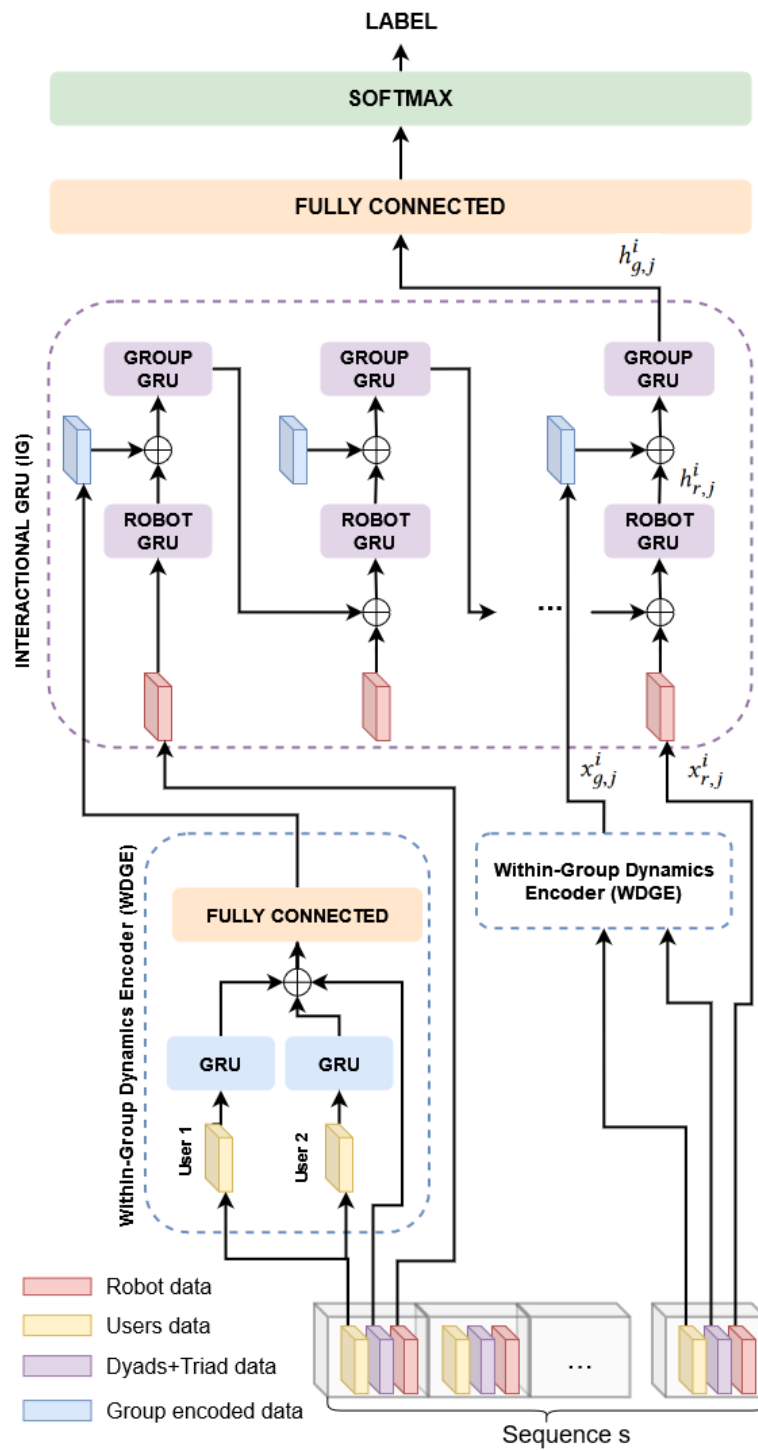 LABEL
SOFTMAX
FULLY CONNECTED
h^i_{g,j}
INTERACTIONAL GRU (IG)
GROUP
GRU
GROUP
GRU
GROUP
GRU
h^i_{r,j}
ROBOT
GRU
ROBOT
GRU
ROBOT
GRU
...
x^i_{g,j}
x^i_{r,j}
Within-Group Dynamics Encoder (WDGE)
FULLY CONNECTED
Within-Group Dynamics
Encoder (WDGE)
GRU
GRU
User 1
User 2
Robot data
Users data
Dyads+Triad data
Group encoded data
...
Sequence s